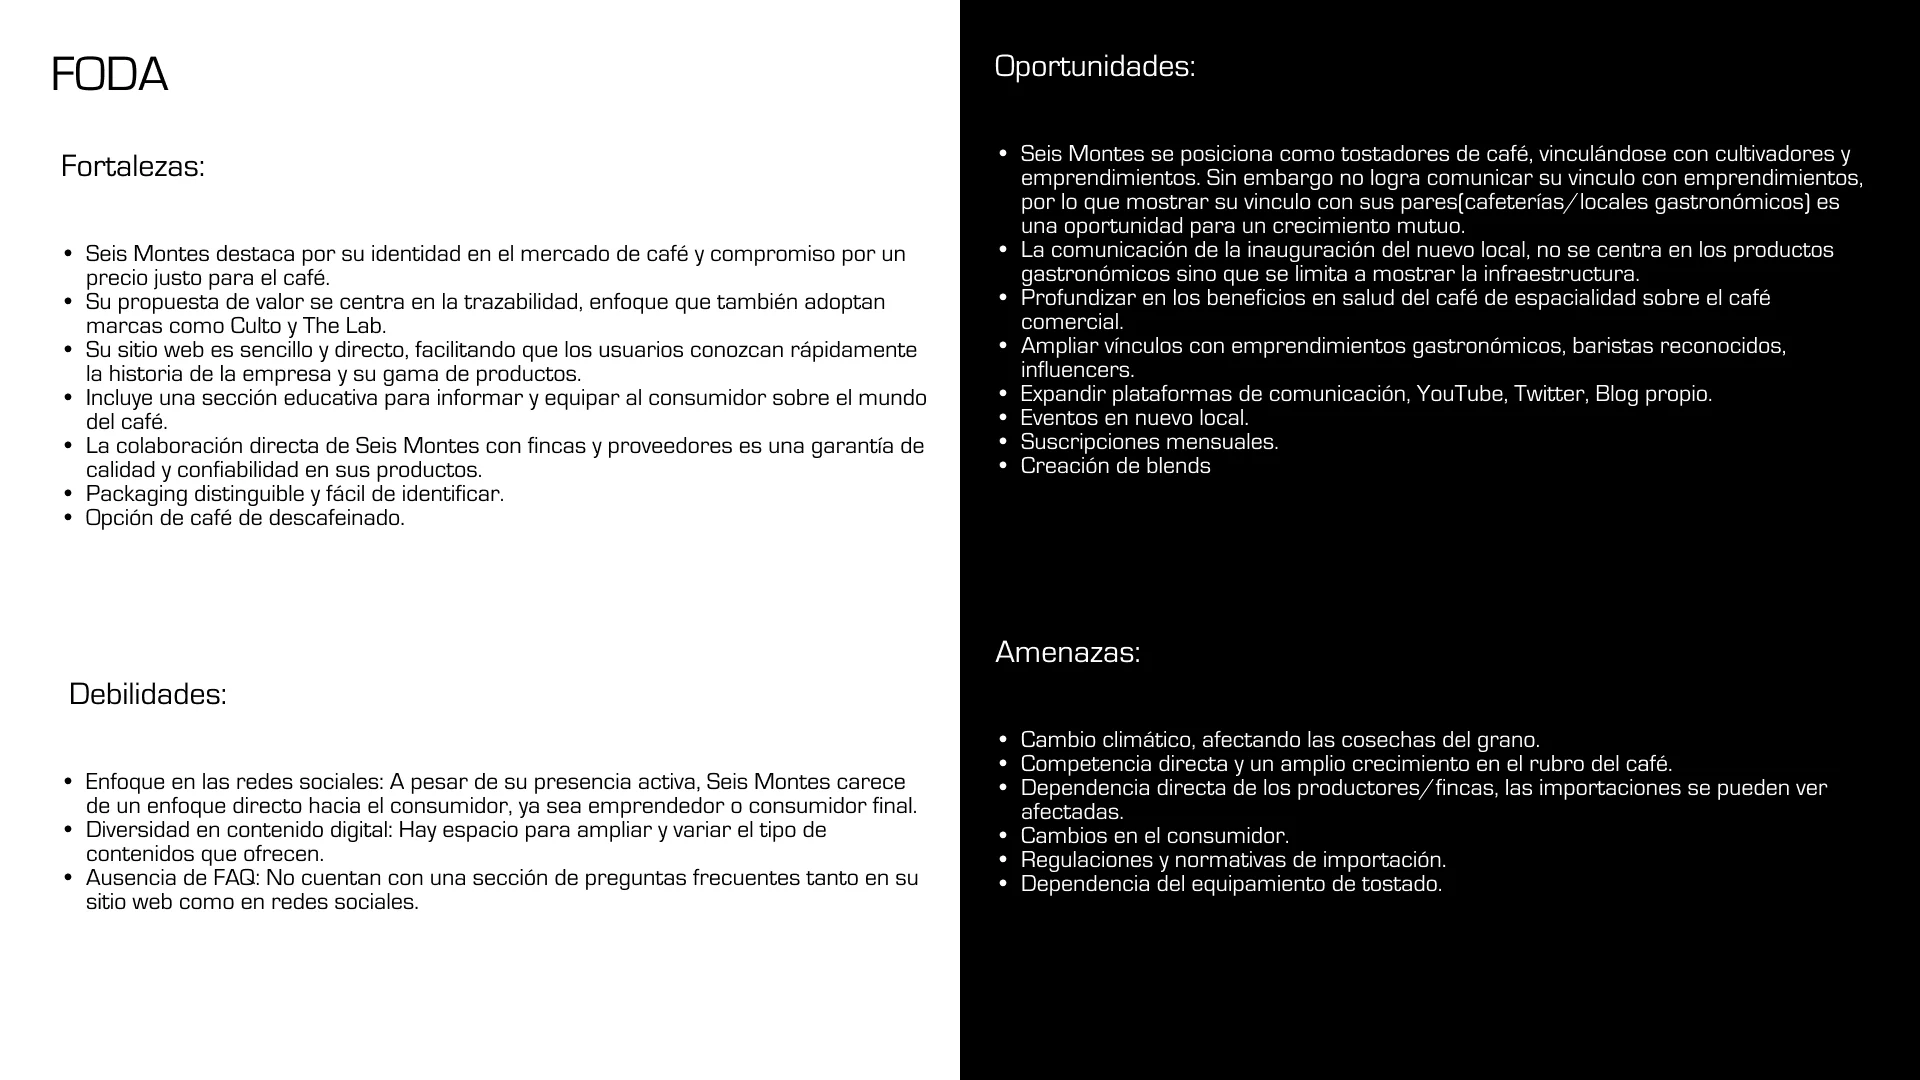 FODA
Fortalezas:
• Seis Montes destaca por su identidad en el mercado de café y compromiso por un
precio justo para el café.
• Su propuesta de valor se centra en la trazabilidad, enfoque que también adoptan
marcas como Culto y The Lab.
• Su sitio web es sencillo y directo, facilitando que los usuarios conozcan rápidamente
la historia de la empresa y su gama de productos.
• Incluye una sección educativa para informar y equipar al consumidor sobre el mundo
del café.
• La colaboración directa de Seis Montes con fincas y proveedores es una garantía de
calidad y confiabilidad en sus productos.
• Packaging distinguible y fácil de identificar.
• Opción de café de descafeinado.
Debilidades:
• Enfoque en las redes sociales: A pesar de su presencia activa, Seis Montes carece
de un enfoque directo hacia el consumidor, ya sea emprendedor o consumidor final.
• Diversidad en contenido digital: Hay espacio para ampliar y variar el tipo de
contenidos que ofrecen.
• Ausencia de FAQ: No cuentan con una sección de preguntas frecuentes tanto en su
sitio web como en redes sociales.
Oportunidades:
• Seis Montes se posiciona como tostadores de café, vinculándose con cultivadores y
emprendimientos. Sin embargo no logra comunicar su vinculo con emprendimientos,
por lo que mostrar su vinculo con sus pares(cafeterías/locales gastronómicos) es
una oportunidad para un crecimiento mutuo.
• La comunicación de la inauguración del nuevo local, no se centra en los productos
gastronómicos sino que se limita a mostrar la infraestructura.
• Profundizar en los beneficios en salud del café de espacialidad sobre el café
comercial.
• Ampliar vínculos con emprendimientos gastronómicos, baristas reconocidos,
influencers.
• Expandir plataformas de comunicación, YouTube, Twitter, Blog propio.
• Eventos en nuevo local.
• Suscripciones mensuales.
• Creación de blends
Amenazas:
• Cambio climático, afectando las cosechas del grano.
• Competencia directa y un amplio crecimiento en el rubro del café.
• Dependencia directa de los productores/fincas, las importaciones se pueden ver
afectadas.
• Cambios en el consumidor.
• Regulaciones y normativas de importación.
• Dependencia del equipamiento de tostado.